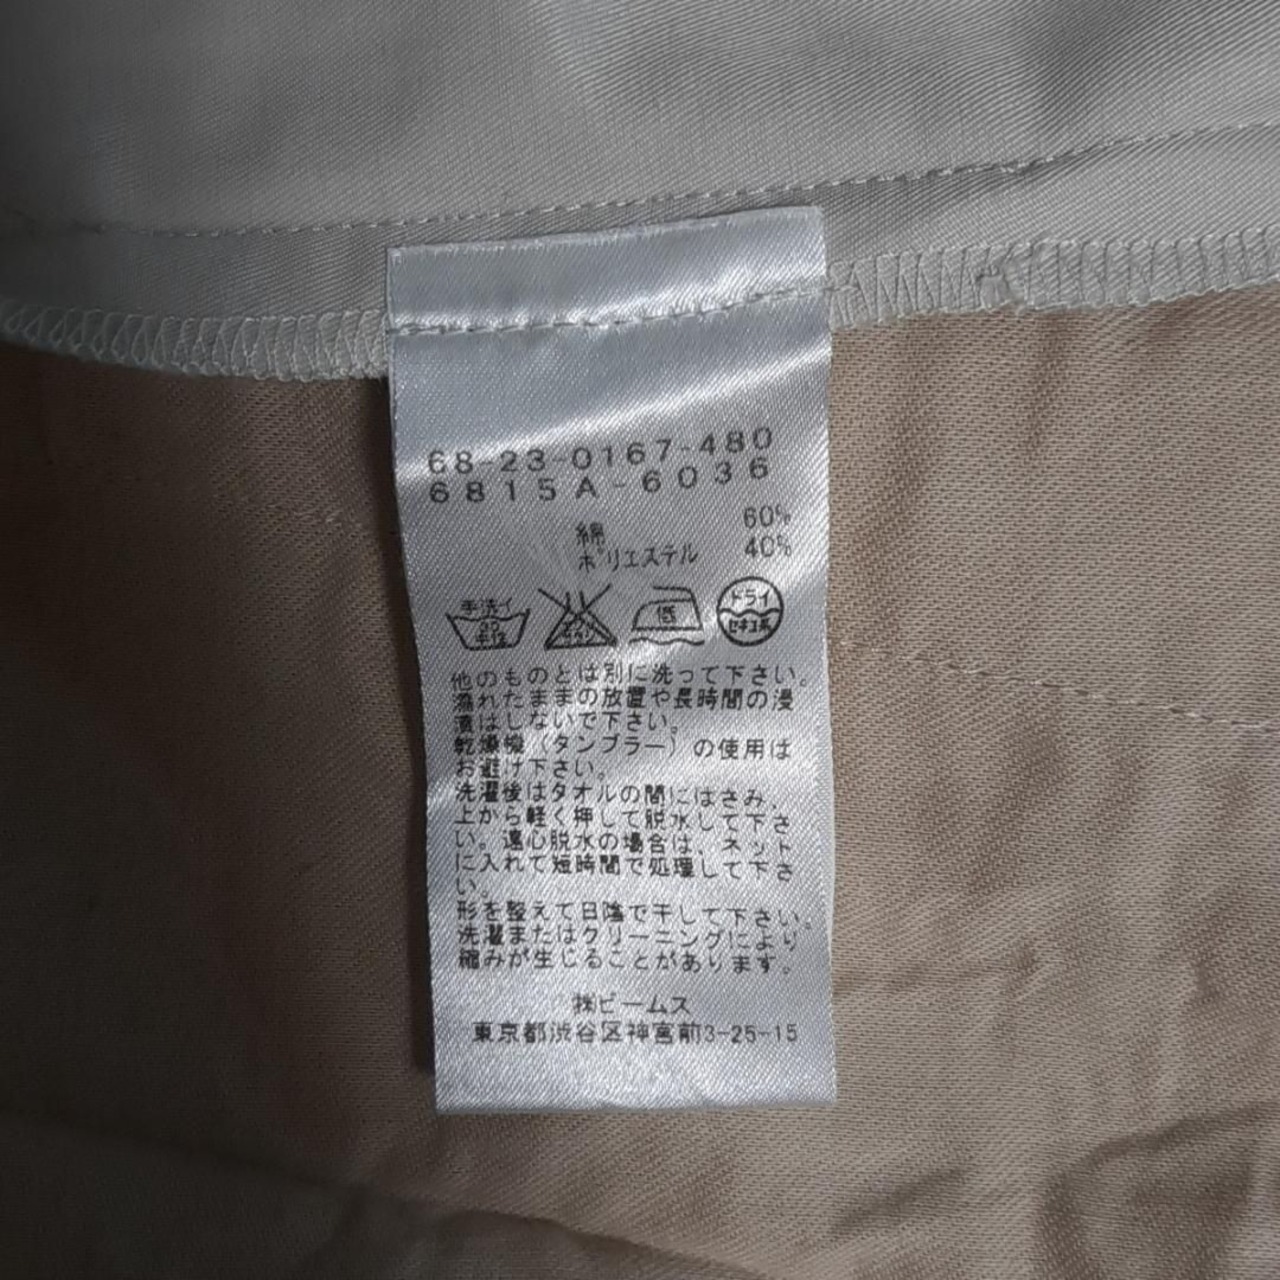 68-23-0167-480
6815A-6036
綿 60%
ポリエステル 40%
手洗イ
中性
エンソ
サラシ
低
ドライ
セキユ系
他のものとは別に洗って下さい。
濡れたままの放置や長時間の浸
漬はしないで下さい。
乾燥機（タンブラー）の使用は
お避け下さい。
洗濯後はタオルの間にはさみ、
上から軽く押して脱水して下さ
い。遠心脱水の場合は、ネット
に入れて短時間で処理して下さ
い。
形を整えて日陰で干して下さい。
洗濯またはクリーニングにより
縮みが生じることがあります。
㈱ビームス
東京都渋谷区神宮前3-25-15